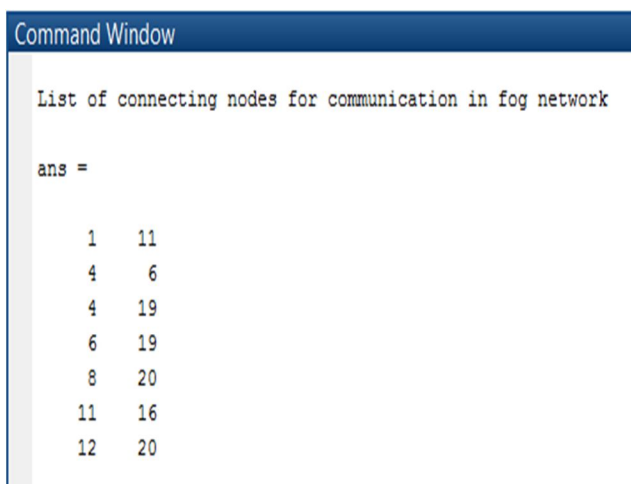 Command Window
List of connecting nodes for communication in fog network
ans =
1 11
4 6
4 19
6 19
8 20
11 16
12 20